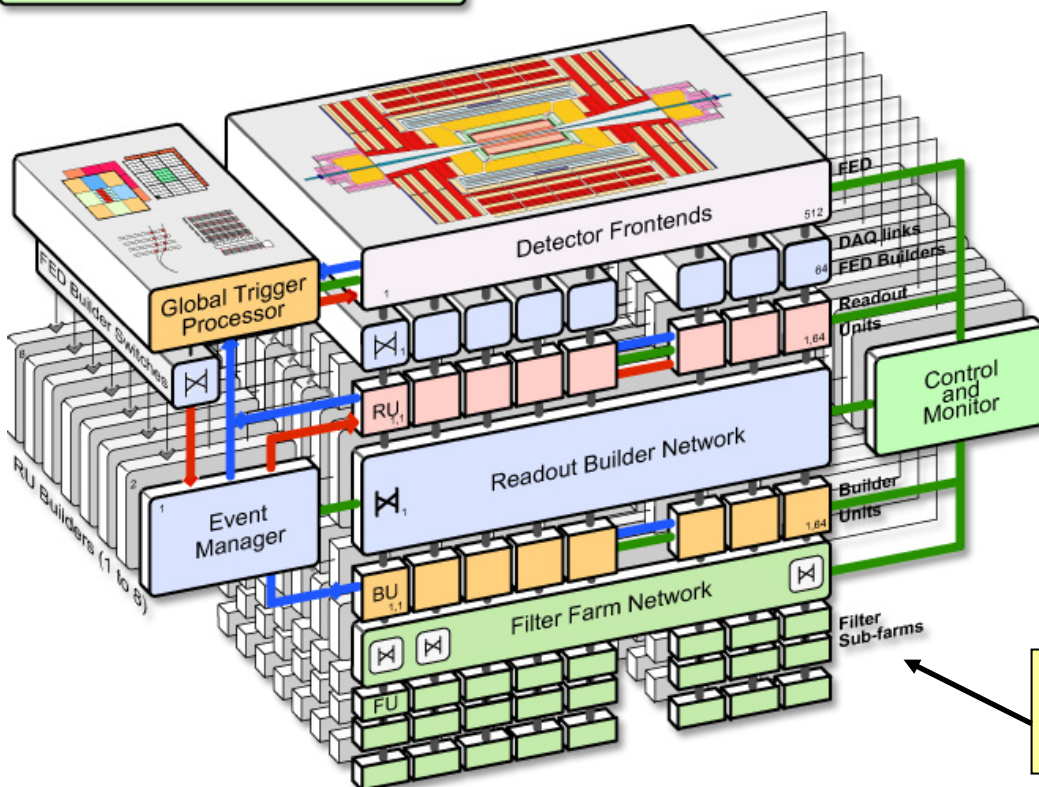 Detector Frontends
1
512
FED
DAQ links
FED Builders
64
Readout
Units
1
1,64
Global Trigger
Processor
FED Builder Switches
RU
1,1
Control
and
Monitor
Readout Builder Network
1
8
2
1
Event
Manager
RU Builders (1 to 8)
Builder
Units
1,64
BU
1,1
Filter Farm Network
Filter
Sub-farms
FU